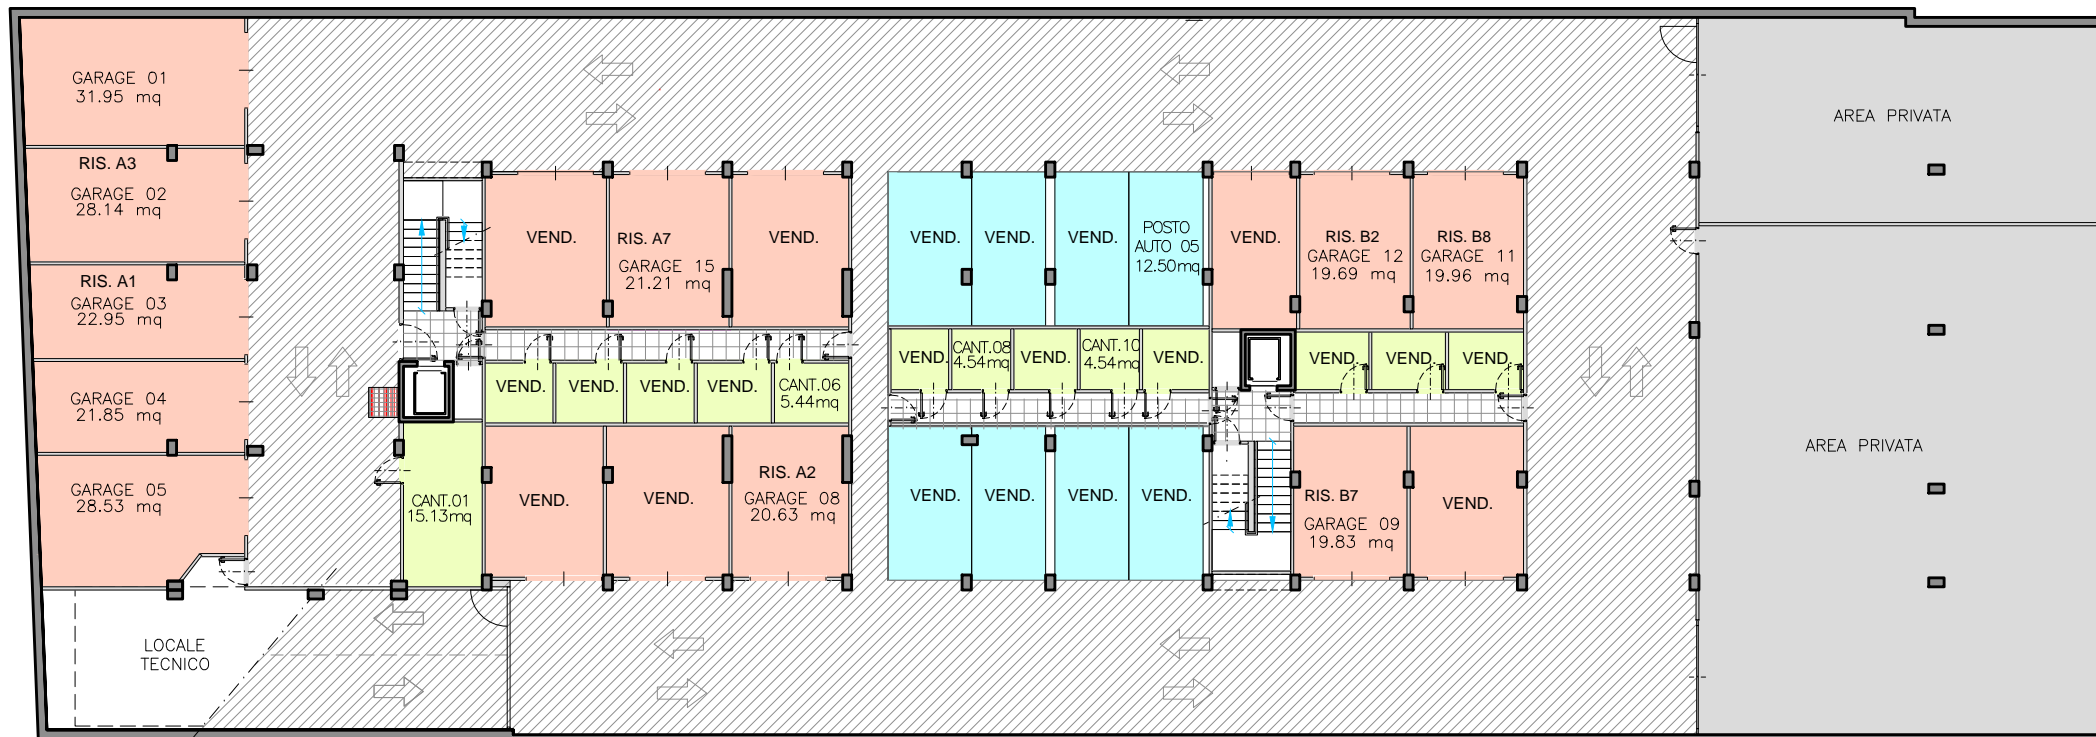 GARAGE 01
31.95 mq
RIS. A3
GARAGE 02
28.14 mq
RIS. A1
GARAGE 03
22.95 mq
GARAGE 04
21.85 mq
GARAGE 05
28.53 mq
LOCALE
TECNICO
VEND.
RIS. A7
GARAGE 15
21.21 mq
VEND.
VEND.
VEND.
VEND.
VEND.
CANT.06
5.44mq
CANT.01
15.13mq
VEND.
VEND.
RIS. A2
GARAGE 08
20.63 mq
VEND.
VEND.
VEND.
POSTO
AUTO 05
12.50mq
VEND.
RIS. B2
GARAGE 12
19.69 mq
RIS. B8
GARAGE 11
19.96 mq
VEND.
CANT.08
4.54mq
VEND.
CANT.10
4.54mq
VEND.
VEND.
VEND.
VEND.
VEND.
VEND.
VEND.
VEND.
RIS. B7
GARAGE 09
19.83 mq
VEND.
AREA PRIVATA
AREA PRIVATA